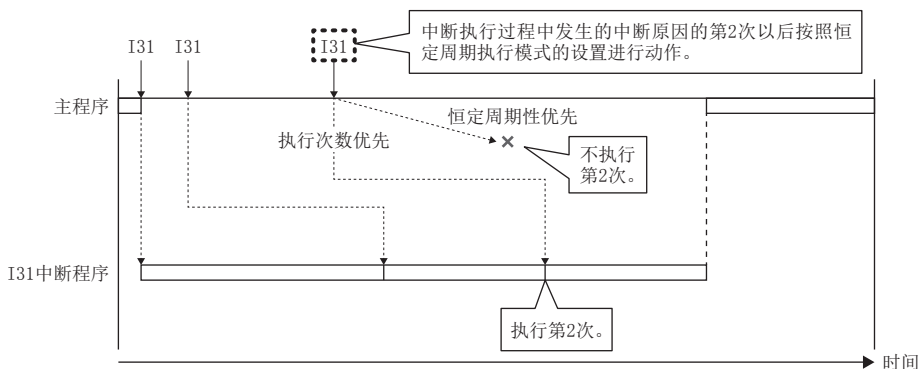 I31
I31
I31
中断执行过程中发生的中断原因的第2次以后按照恒
定周期执行模式的设置进行动作。
主程序
恒定周期性优先
执行次数优先
不执行
第2次。
I31中断程序
执行第2次。
时间